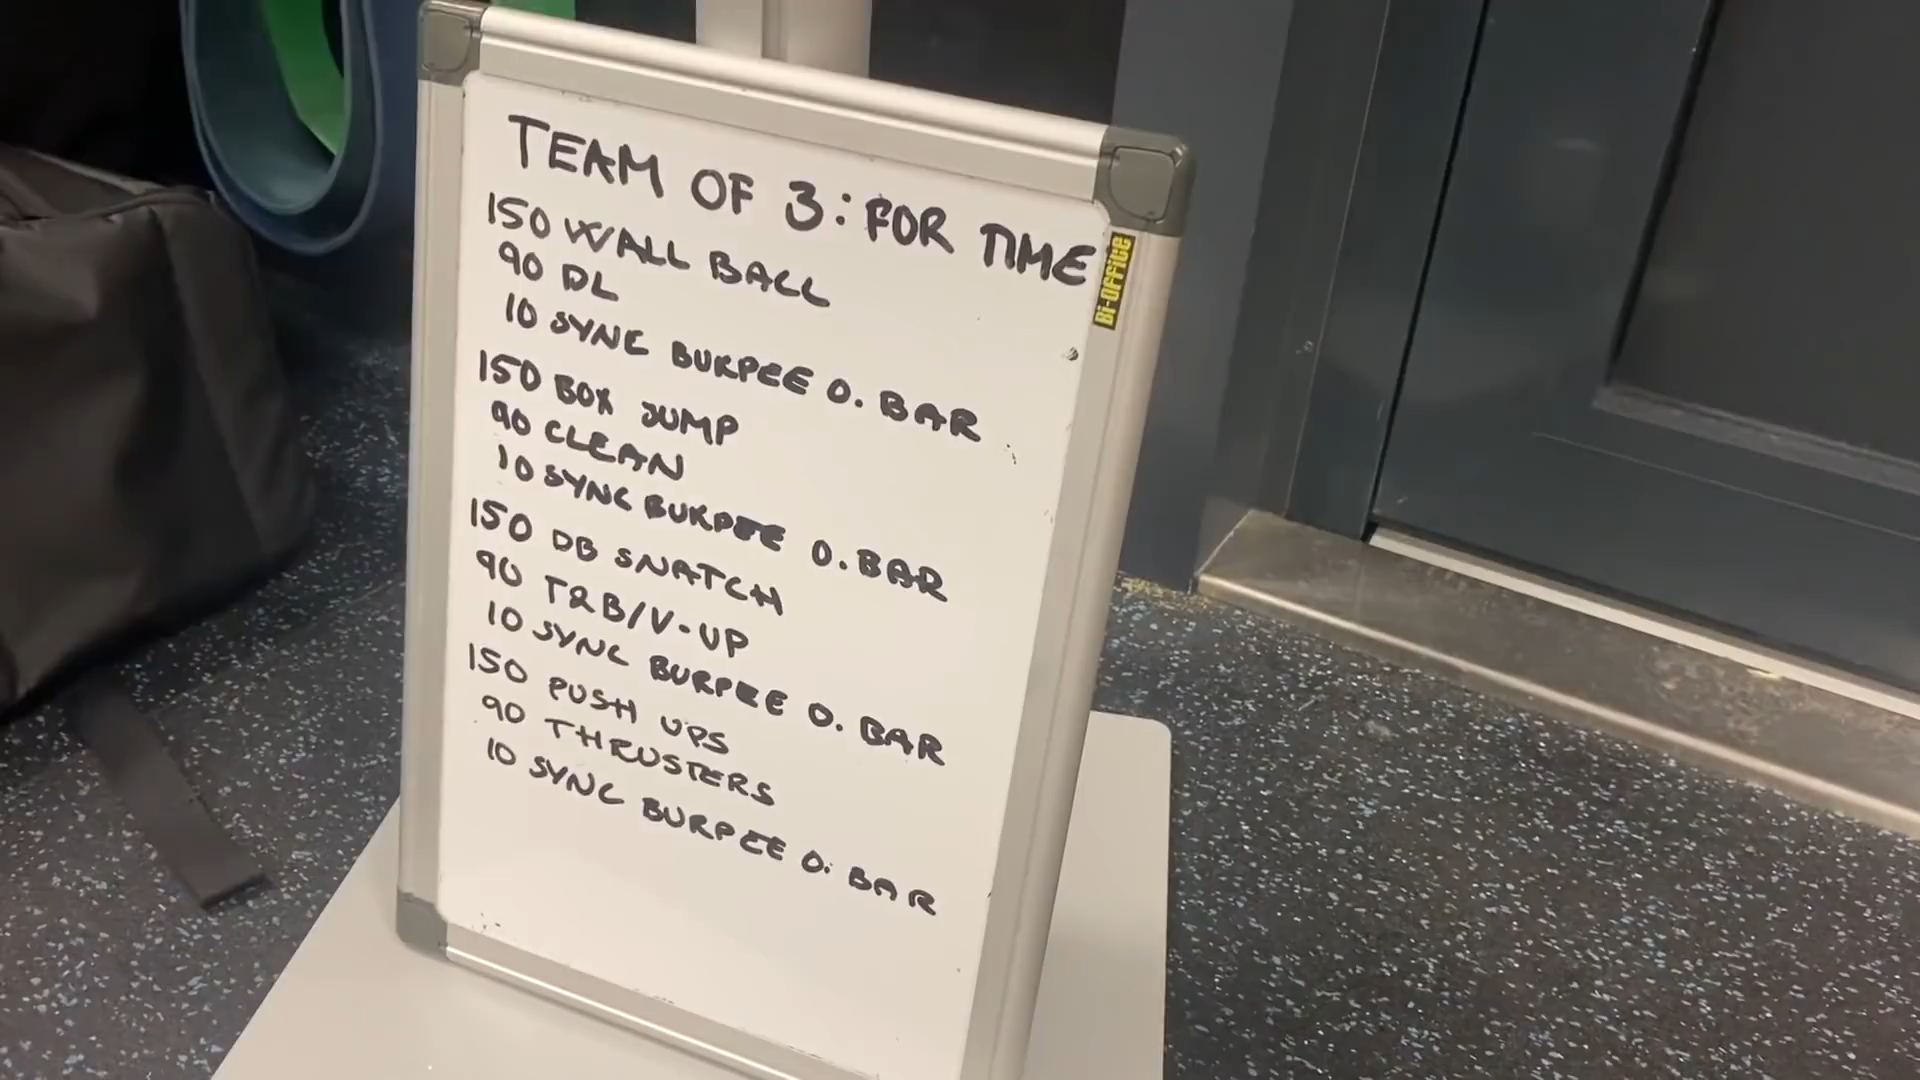 TEAM OF 3: FOR TIME
150 WALL BALL
90 DL
10 SYNC BURPEE O. BAR
150 BOX JUMP
90 CLEAN
10 SYNC BURPEE O. BAR
150 DB SNATCH
90 T2B/V-UP
10 SYNC BURPEE O. BAR
150 PUSH UPS
90 THRUSTERS
10 SYNC BURPEE O. BAR
Bi-Office